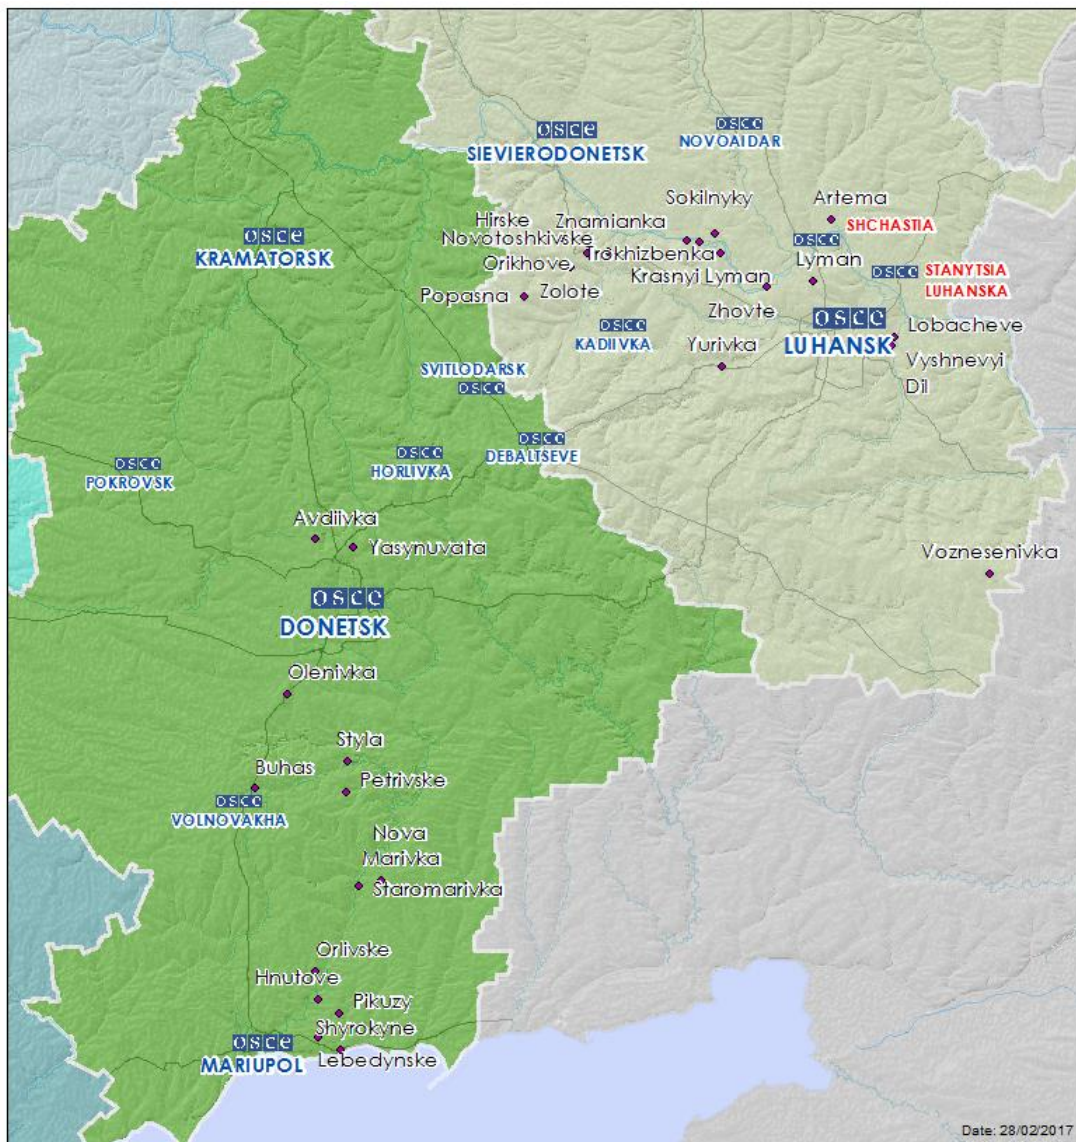 OSCE
NOVOAIDAR
OSCE
SIEVIERODONETSK
Sokilnyky
Artema
SHCHASTIA
Hirske
Znamianka
Novotoshkivske
Trokhizbenka
OSCE
KRAMATORSK
OSCE
Lyman
Orikhove
Krasnyi Lyman
OSCE
STANYTSIA
LUHANSKA
Popasna
Zolote
Zhovte
OSCE
KADIIVKA
OSCE
LUHANSK
Lobacheve
Yurivka
Vyshnevyi
Dil
SVITLODARSK
OSCE
OSCE
DEBALTSEVE
OSCE
HORLIVKA
OSCE
POKROVSK
Avdiivka
Yasynuvata
Voznesenivka
OSCE
DONETSK
Olenivka
Styla
Buhas
Petrivske
OSCE
VOLNOVAKHA
Nova
Marivka
Staromarivka
Orlivske
Hnutove
Pikuzy
Shyrokyne
OSCE
MARIUPOL
Lebedynske
Date: 28/02/2017